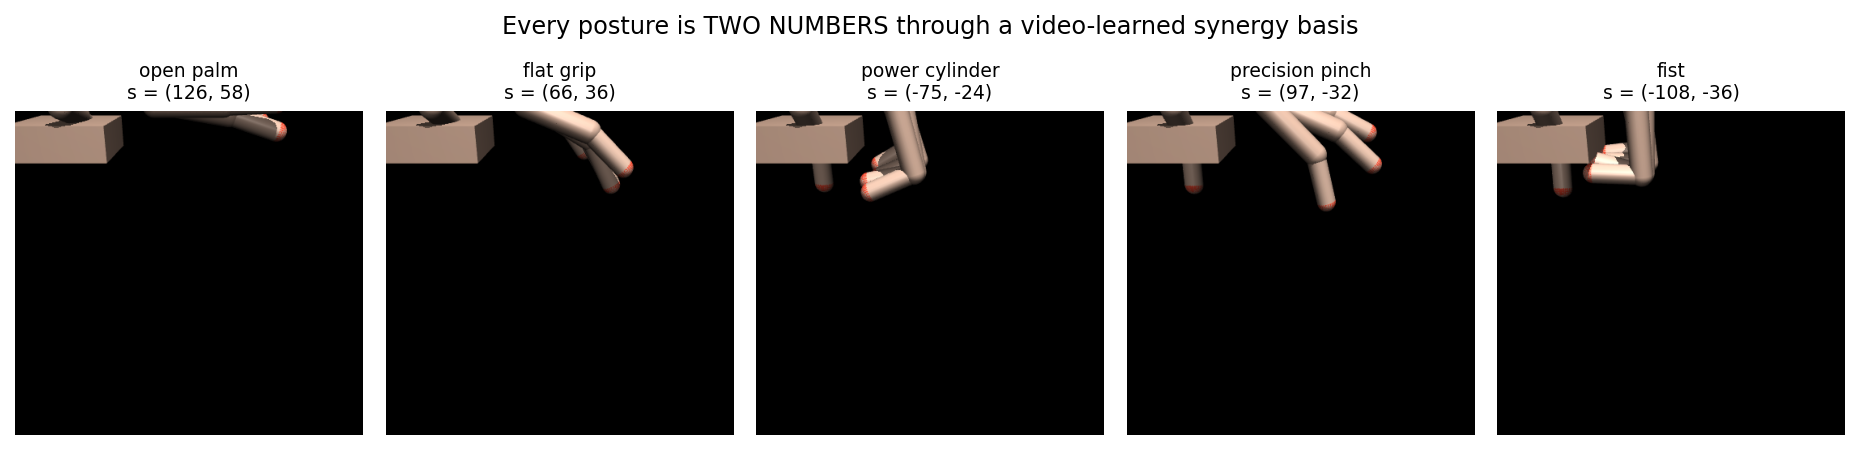 Every posture is TWO NUMBERS through a video-learned synergy basis
open palm
s = (126, 58)
flat grip
s = (66, 36)
power cylinder
s = (-75, -24)
precision pinch
s = (97, -32)
fist
s = (-108, -36)